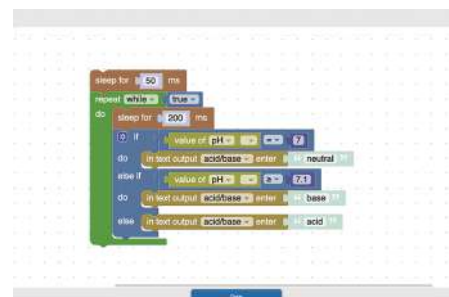 sleep for 50 ms
repeat while true
do sleep for 200 ms
if value of pH = 7
do in text output acid/base enter “ neutral ”
else if value of pH ≥ 7.1
do in text output acid/base enter “ base ”
else in text output acid/base enter “ acid ”